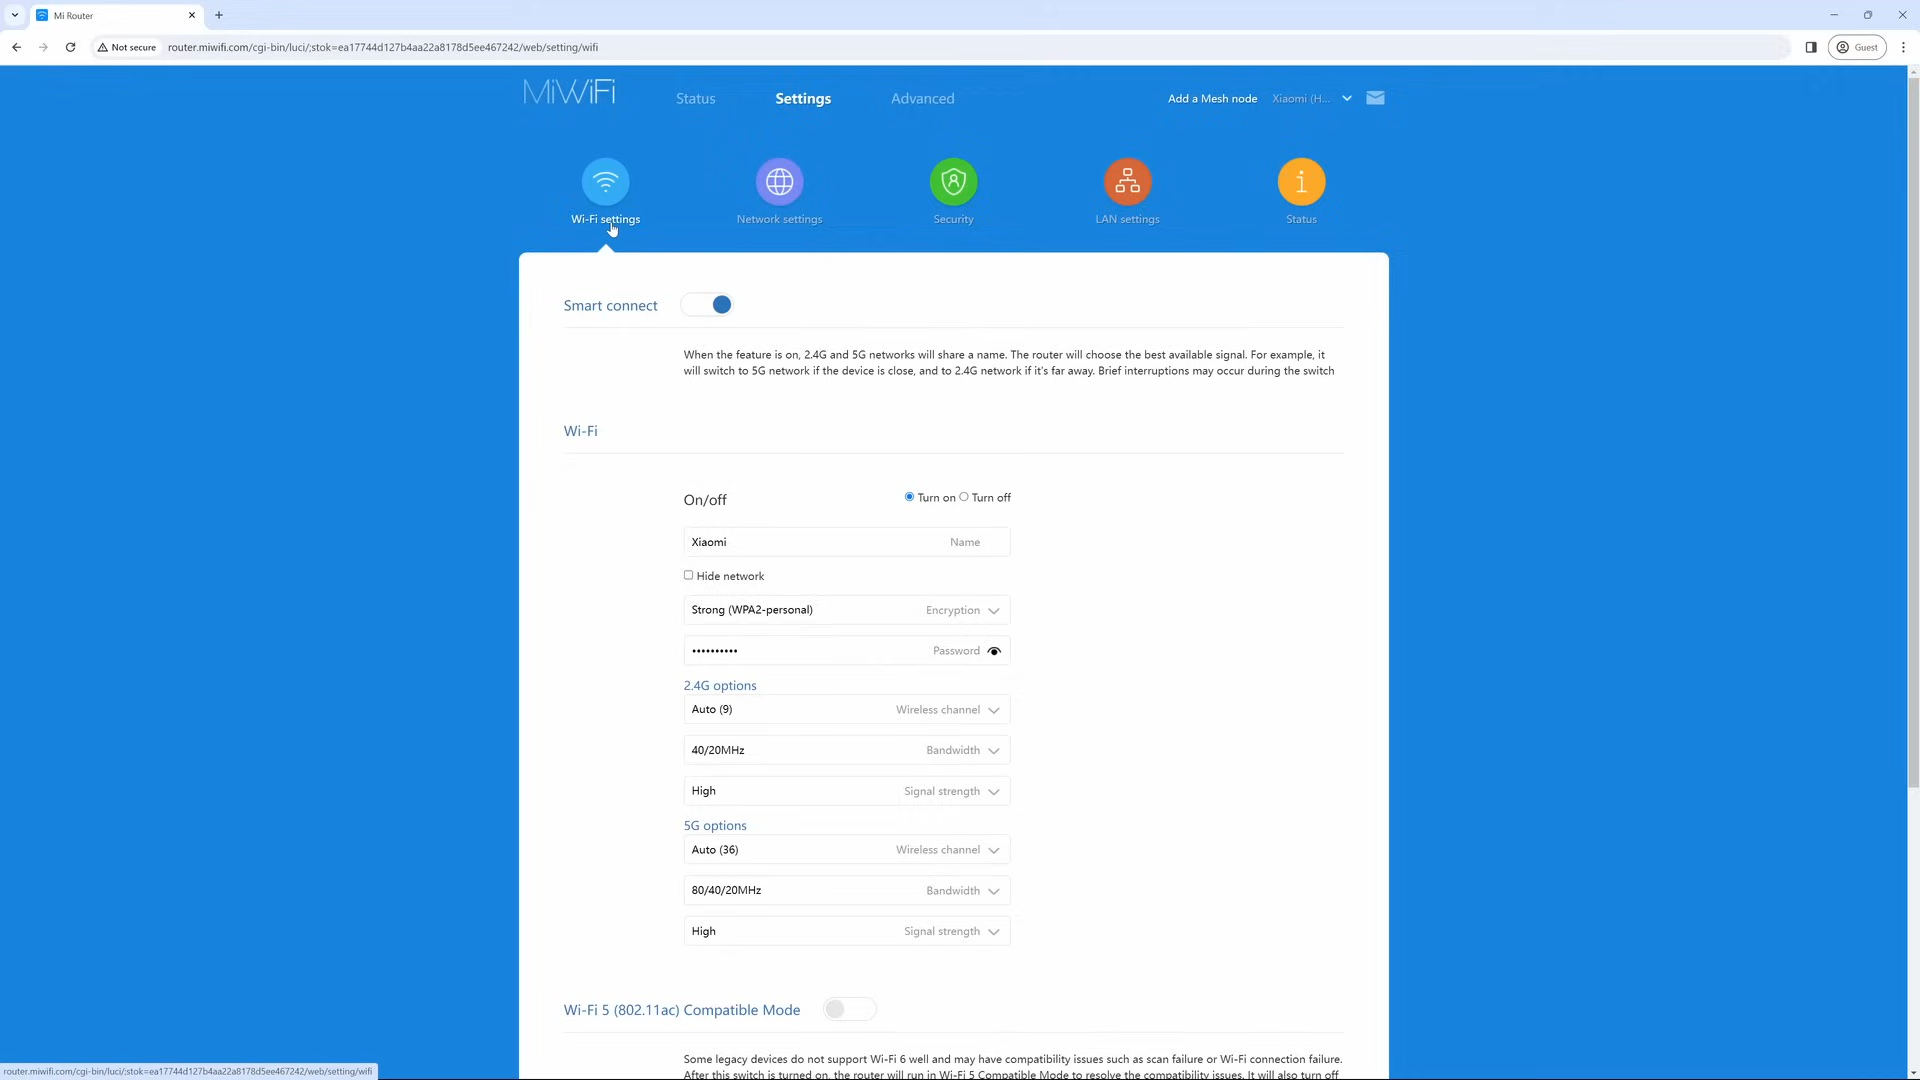 Mi Router
Not secure
router.miwifi.com/cgi-bin/luci/;stok=ea17744d127b4aa22a8178d5ee467242/web/setting/wifi
Guest
MiWiFi
Status
Settings
Advanced
Add a Mesh node
Xiaomi (H...
Wi-Fi settings
Network settings
Security
LAN settings
Status
Smart connect
When the feature is on, 2.4G and 5G networks will share a name. The router will choose the best available signal. For example, it
will switch to 5G network if the device is close, and to 2.4G network if it's far away. Brief interruptions may occur during the switch
Wi-Fi
On/off
Turn on
Turn off
Xiaomi
Name
Hide network
Strong (WPA2-personal)
Encryption
••••••••••
Password
2.4G options
Auto (9)
Wireless channel
40/20MHz
Bandwidth
High
Signal strength
5G options
Auto (36)
Wireless channel
80/40/20MHz
Bandwidth
High
Signal strength
Wi-Fi 5 (802.11ac) Compatible Mode
Some legacy devices do not support Wi-Fi 6 well and may have compatibility issues such as scan failure or Wi-Fi connection failure.
After this switch is turned on, the router will run in Wi-Fi 5 Compatible Mode to resolve the compatibility issues. It will also turn off
router.miwifi.com/cgi-bin/luci/;stok=ea17744d127b4aa22a8178d5ee467242/web/setting/wifi